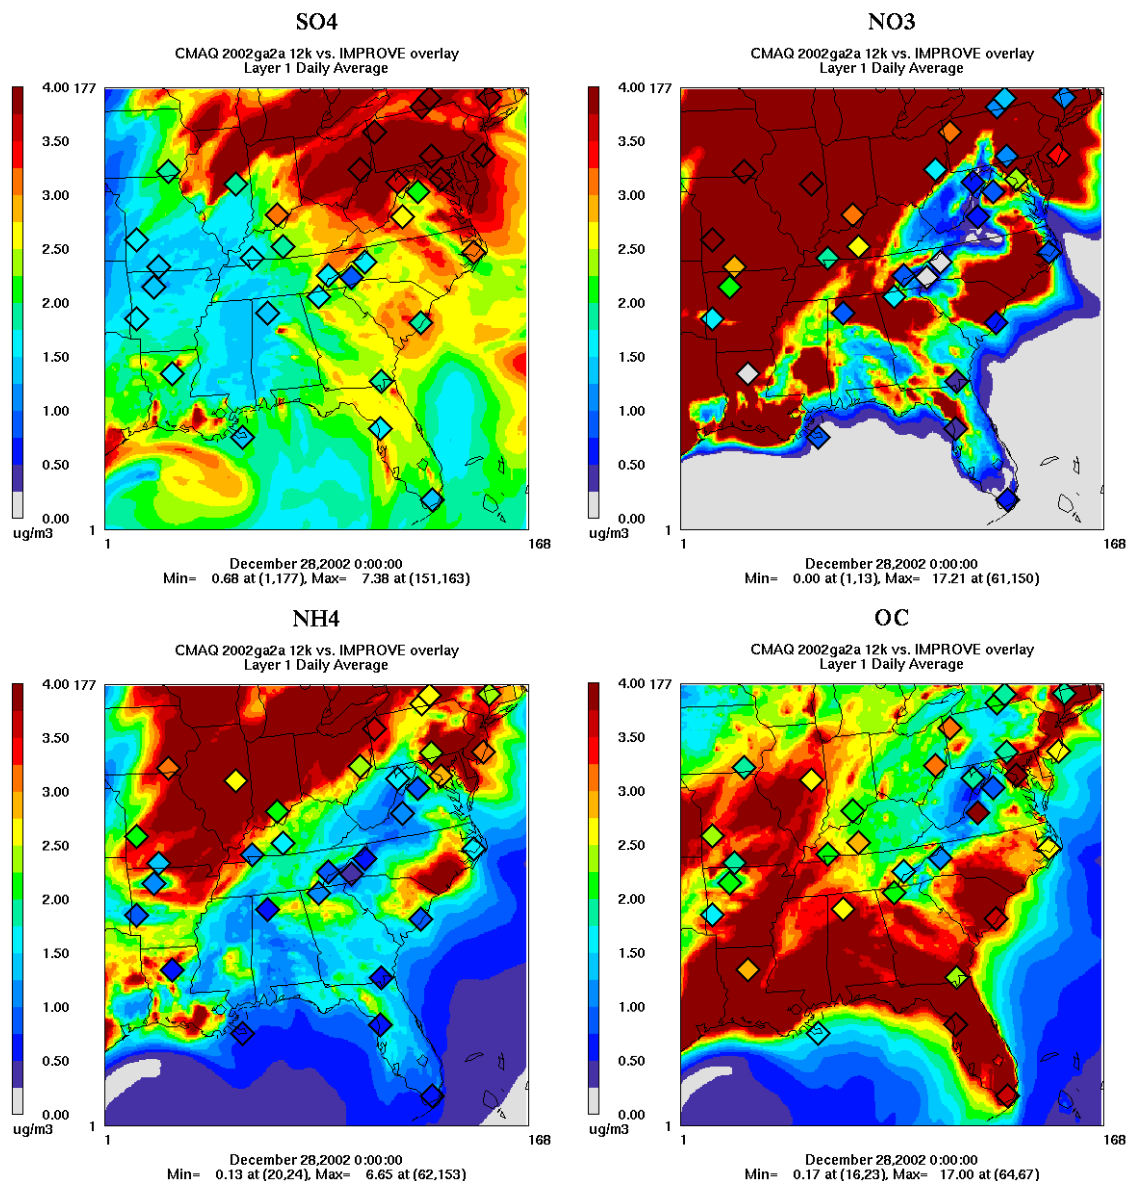 SO4
CMAQ 2002ga2a 12k vs. IMPROVE overlay
Layer 1 Daily Average
4.00 177
3.50
3.00
2.50
2.00
1.50
1.00
0.50
0.00
ug/m3
1
1
168
December 28,2002 0:00:00
Min= 0.68 at (1,177), Max= 7.38 at (151,163)
NO3
CMAQ 2002ga2a 12k vs. IMPROVE overlay
Layer 1 Daily Average
4.00 177
3.50
3.00
2.50
2.00
1.50
1.00
0.50
0.00
ug/m3
1
1
168
December 28,2002 0:00:00
Min= 0.00 at (1,13), Max= 17.21 at (61,150)
NH4
CMAQ 2002ga2a 12k vs. IMPROVE overlay
Layer 1 Daily Average
4.00 177
3.50
3.00
2.50
2.00
1.50
1.00
0.50
0.00
ug/m3
1
1
168
December 28,2002 0:00:00
Min= 0.13 at (20,24), Max= 6.65 at (62,153)
OC
CMAQ 2002ga2a 12k vs. IMPROVE overlay
Layer 1 Daily Average
4.00 177
3.50
3.00
2.50
2.00
1.50
1.00
0.50
0.00
ug/m3
1
1
168
December 28,2002 0:00:00
Min= 0.17 at (16,23), Max= 17.00 at (64,67)